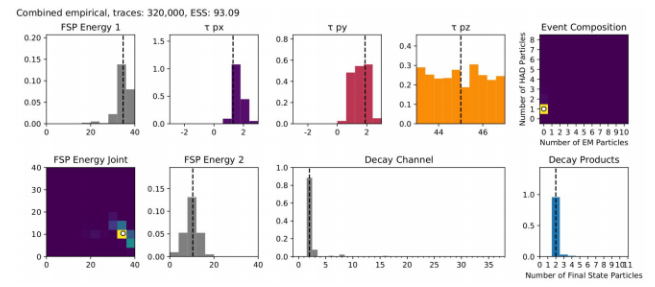 Combined empirical, traces: 320,000, ESS: 93.09
FSP Energy 1
0.20
0.15
0.10
0.05
0.00
0 20 40
τ px
1.5
1.0
0.5
0.0
-2 0 2
τ py
0.8
0.6
0.4
0.2
0.0
-2 0 2
τ pz
0.4
0.3
0.2
0.1
0.0
44 46
Event Composition
Number of HAD Particles
8
7
6
5
4
3
2
1
0
0 1 2 3 4 5 6 7 8 9 10
Number of EM Particles
FSP Energy Joint
40
30
20
10
0
0 20 40
FSP Energy 2
0.15
0.10
0.05
0.00
0 20 40
Decay Channel
1.0
0.8
0.6
0.4
0.2
0.0
0 5 10 15 20 25 30 35
Decay Products
1.5
1.0
0.5
0.0
0 1 2 3 4 5 6 7 8 9 10 11
Number of Final State Particles